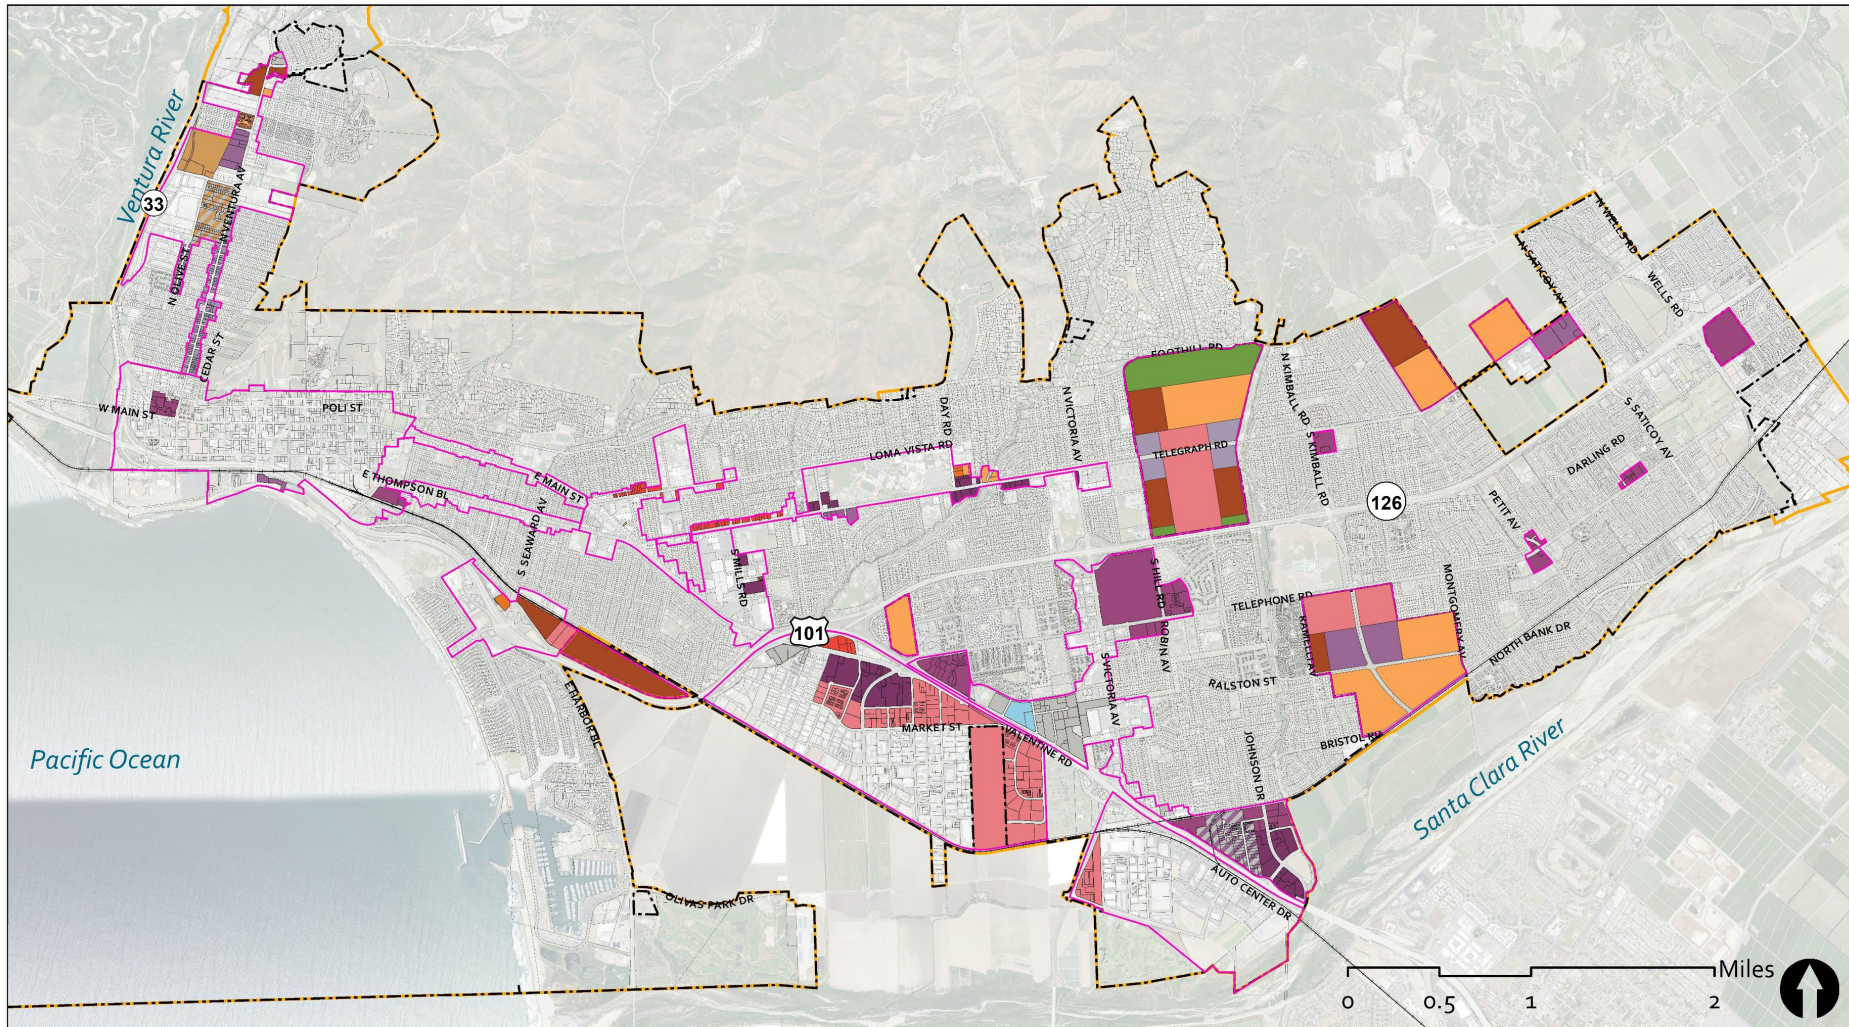 Ventura River
33
N VENTURA AV
N OLIVE ST
CEDAR ST
W MAIN ST
POLI ST
E THOMPSON BL
E MAIN ST
S SEAWARD AV
LOMA VISTA RD
DAY RD
N VICTORIA AV
FOOTHILL RD
TELEGRAPH RD
N KIMBALL RD
S KIMBALL RD
N SATICOY AV
N WELLS RD
WELLS RD
S SATICOY AV
DARLING RD
PETIT AV
126
S MILLS RD
101
S HILL RD
ROBIN AV
TELEPHONE RD
RAMELLI AV
MONTGOMERY AV
NORTH BANK DR
S VICTORIA AV
RALSTON ST
BRISTOL RD
JOHNSON DR
MARKET ST
VALENTINE RD
E HARBOR BL
OLIVAS PARK DR
AUTO CENTER DR
Pacific Ocean
Santa Clara River
Miles
0
0.5
1
2